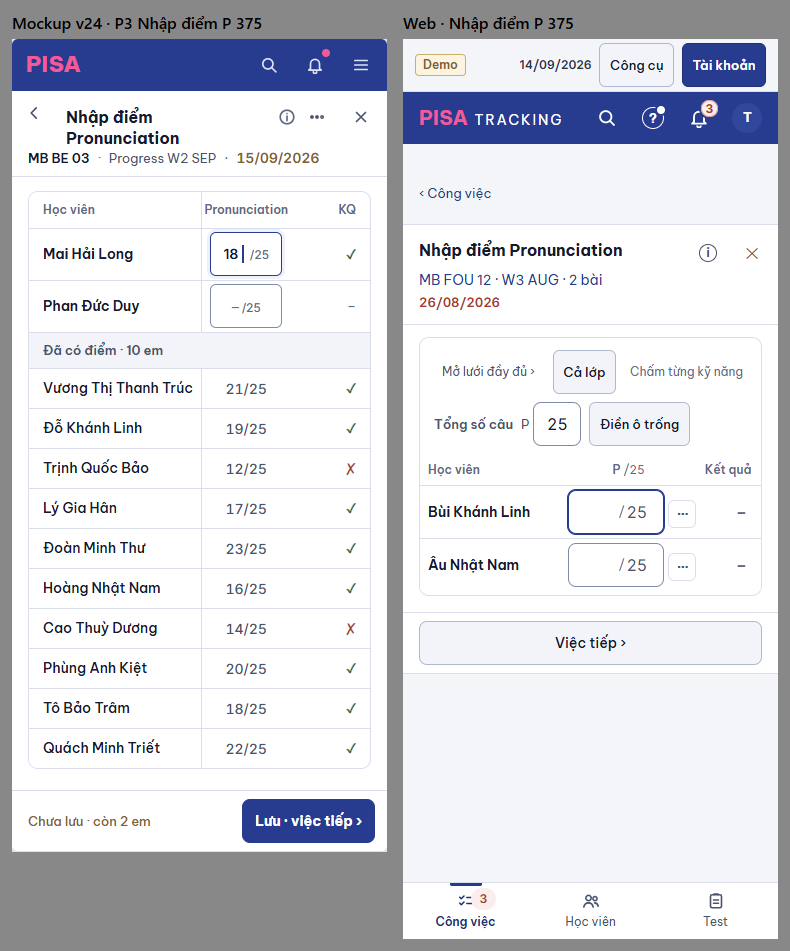 Mockup v24 · P3 Nhập điểm P 375
PISA
Nhập điểm
Pronunciation
MB BE 03 · Progress W2 SEP · 15/09/2026
Học viên Pronunciation KQ
Mai Hải Long 18 /25 ✓
Phan Đức Duy – /25 –
Đã có điểm · 10 em
Vương Thị Thanh Trúc 21/25 ✓
Đỗ Khánh Linh 19/25 ✓
Trịnh Quốc Bảo 12/25 ✗
Lý Gia Hân 17/25 ✓
Đoàn Minh Thư 23/25 ✓
Hoàng Nhật Nam 16/25 ✓
Cao Thuỳ Dương 14/25 ✗
Phùng Anh Kiệt 20/25 ✓
Tô Bảo Trâm 18/25 ✓
Quách Minh Triết 22/25 ✓
Chưa lưu · còn 2 em Lưu · việc tiếp ›
Web · Nhập điểm P 375
Demo 14/09/2026 Công cụ Tài khoản
PISA TRACKING ? 3 T
‹ Công việc
Nhập điểm Pronunciation
MB FOU 12 · W3 AUG · 2 bài
26/08/2026
Mở lưới đầy đủ › Cả lớp Chấm từng kỹ năng
Tổng số câu P 25 Điền ô trống
Học viên P /25 Kết quả
Bùi Khánh Linh / 25 ... –
Âu Nhật Nam / 25 ... –
Việc tiếp ›
3
Công việc Học viên Test